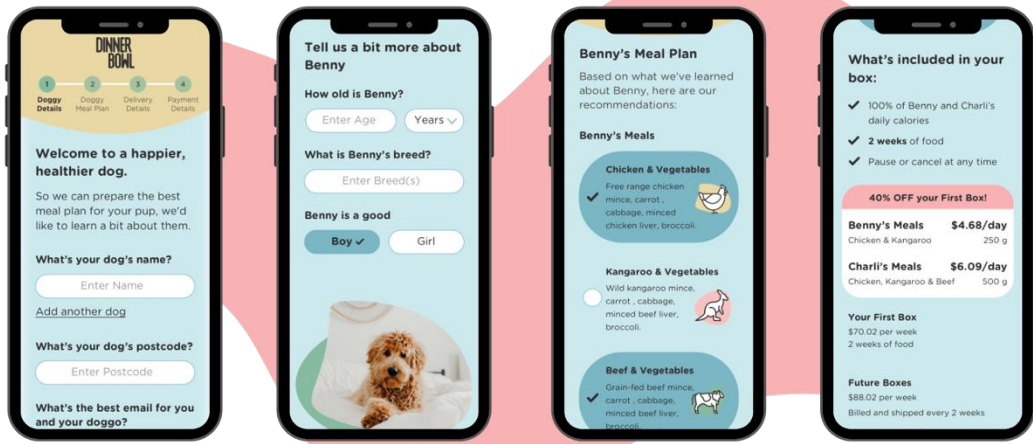 DINNER
BOWL
1
2
3
4
Doggy
Details
Doggy
Meal Plan
Delivery
Details
Payment
Details
Welcome to a happier,
healthier dog.
So we can prepare the best
meal plan for your pup, we'd
like to learn a bit about them.
What's your dog's name?
Enter Name
Add another dog
What's your dog's postcode?
Enter Postcode
What's the best email for you
and your doggo?
Tell us a bit more about
Benny
How old is Benny?
Enter Age
Years
What is Benny's breed?
Enter Breed(s)
Benny is a good
Boy
Girl
Benny's Meal Plan
Based on what we've learned
about Benny, here are our
recommendations:
Benny's Meals
Chicken & Vegetables
Free range chicken
mince, carrot ,
cabbage, minced
chicken liver, broccoli.
Kangaroo & Vegetables
Wild kangaroo mince,
carrot , cabbage,
minced beef liver,
broccoli.
Beef & Vegetables
Grain-fed beef mince,
carrot , cabbage,
minced beef liver,
broccoli.
What's included in your
box:
100% of Benny and Charli's
daily calories
2 weeks of food
Pause or cancel at any time
40% OFF your First Box!
Benny's Meals $4.68/day
Chicken & Kangaroo 250 g
Charli's Meals $6.09/day
Chicken, Kangaroo & Beef 500 g
Your First Box
$70.02 per week
2 weeks of food
Future Boxes
$88.02 per week
Billed and shipped every 2 weeks